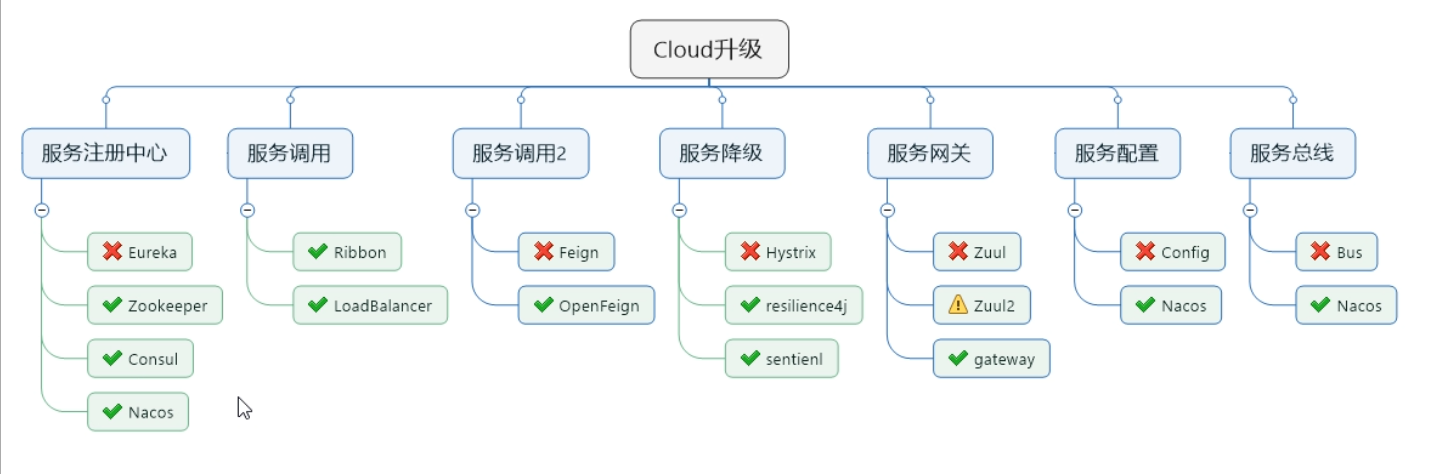 Cloud升级
服务注册中心
服务调用
服务调用2
服务降级
服务网关
服务配置
服务总线
Eureka
Ribbon
Feign
Hystrix
Zuul
Config
Bus
Zookeeper
LoadBalancer
OpenFeign
resilience4j
Zuul2
Nacos
Nacos
Consul
sentienl
gateway
Nacos